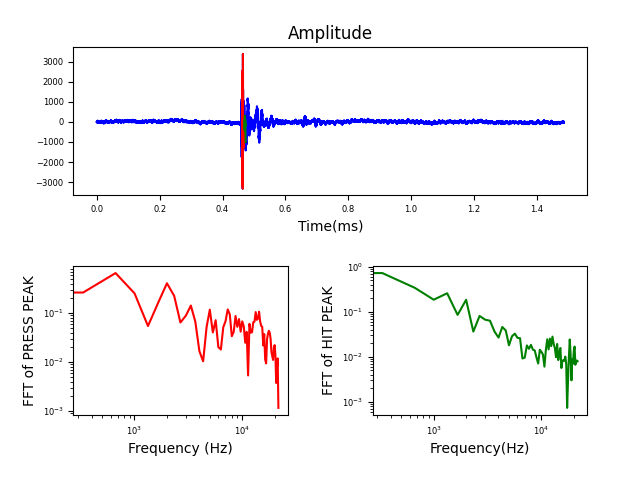 Amplitude
3000
2000
1000
0
−1000
−2000
−3000
0.0 0.2 0.4 0.6 0.8 1.0 1.2 1.4
Time(ms)
FFT of PRESS PEAK
10⁻¹
10⁻²
10⁻³
10³ 10⁴
Frequency (Hz)
FFT of HIT PEAK
10⁰
10⁻¹
10⁻²
10⁻³
10³ 10⁴
Frequency(Hz)